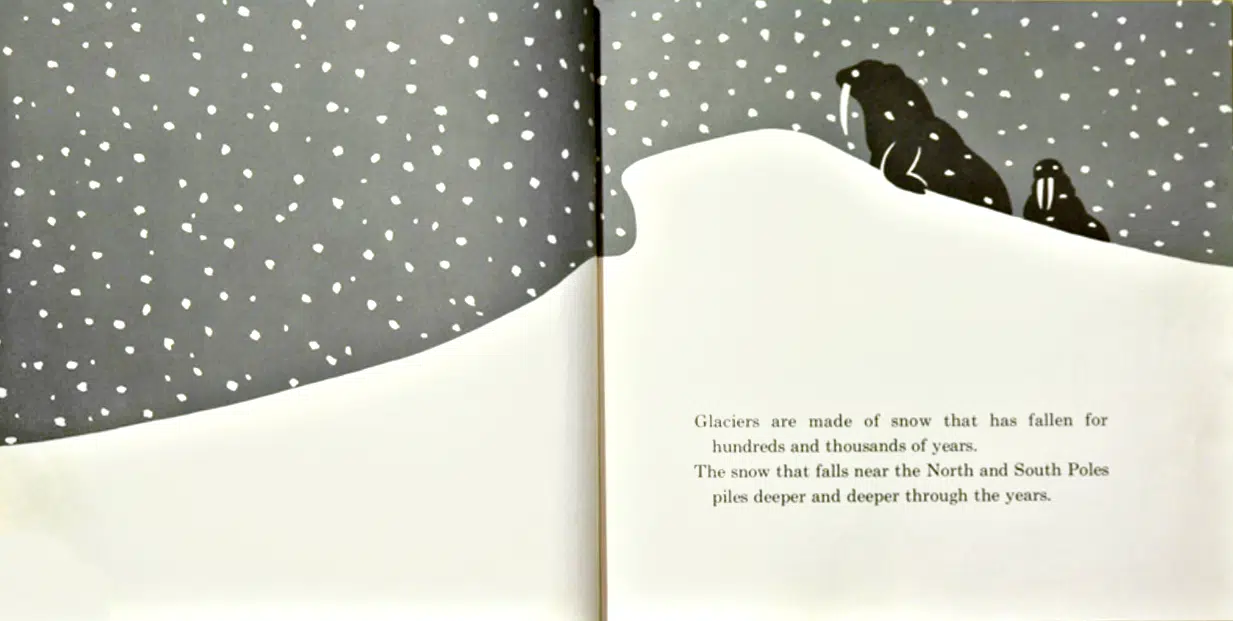 Glaciers are made of snow that has fallen for
hundreds and thousands of years.
The snow that falls near the North and South Poles
piles deeper and deeper through the years.